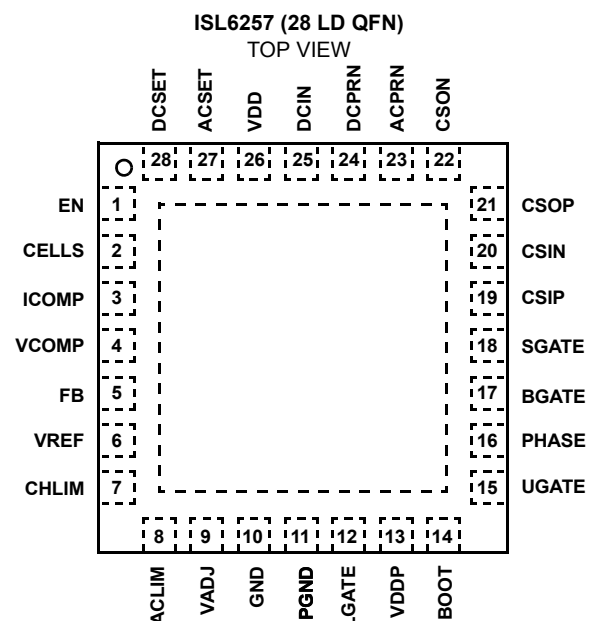 ISL6257 (28 LD QFN)
TOP VIEW
DCSET
ACSET
VDD
DCIN
DCPRN
ACPRN
CSON
28 27 26 25 24 23 22
EN 1
CELLS 2
ICOMP 3
VCOMP 4
FB 5
VREF 6
CHLIM 7
21 CSOP
20 CSIN
19 CSIP
18 SGATE
17 BGATE
16 PHASE
15 UGATE
8 9 10 11 12 13 14
ACLIM
VADJ
GND
PGND
LGATE
VDDP
BOOT